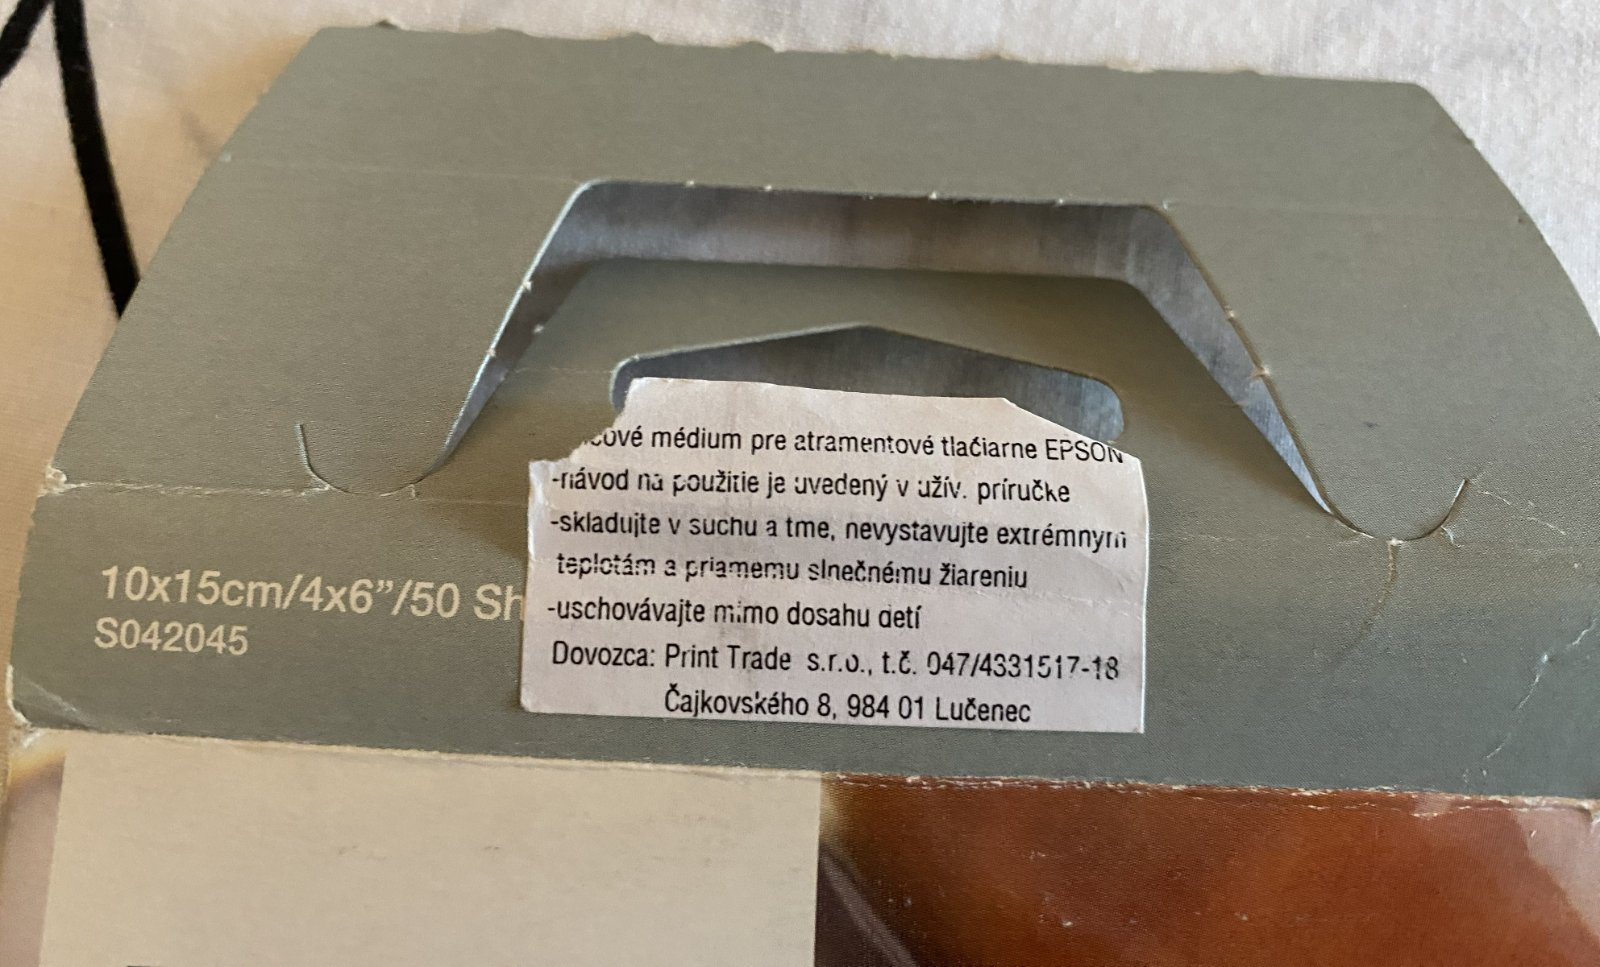 médium pre atramentové tlačiarne EPSON
-návod na použitie je uvedený v užív. príručke
-skladujte v suchu a tme, nevystavujte extrémnym
teplotám a priamemu slnečnému žiareniu
-uschovávajte mimo dosahu detí
Dovozca: Print Trade s.r.o., t.č. 047/4331517-18
Čajkovského 8, 984 01 Lučenec
10x15cm/4x6”/50 Sh
S042045